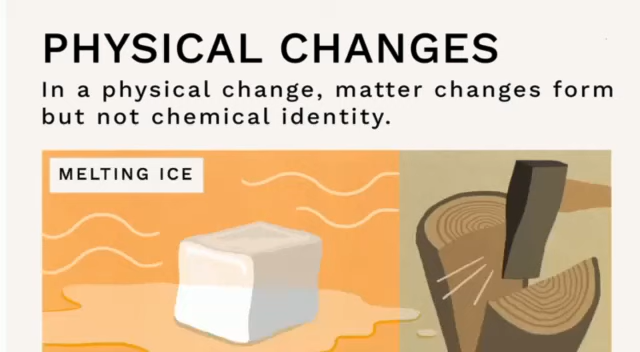 PHYSICAL CHANGES
In a physical change, matter changes form
but not chemical identity.
MELTING ICE